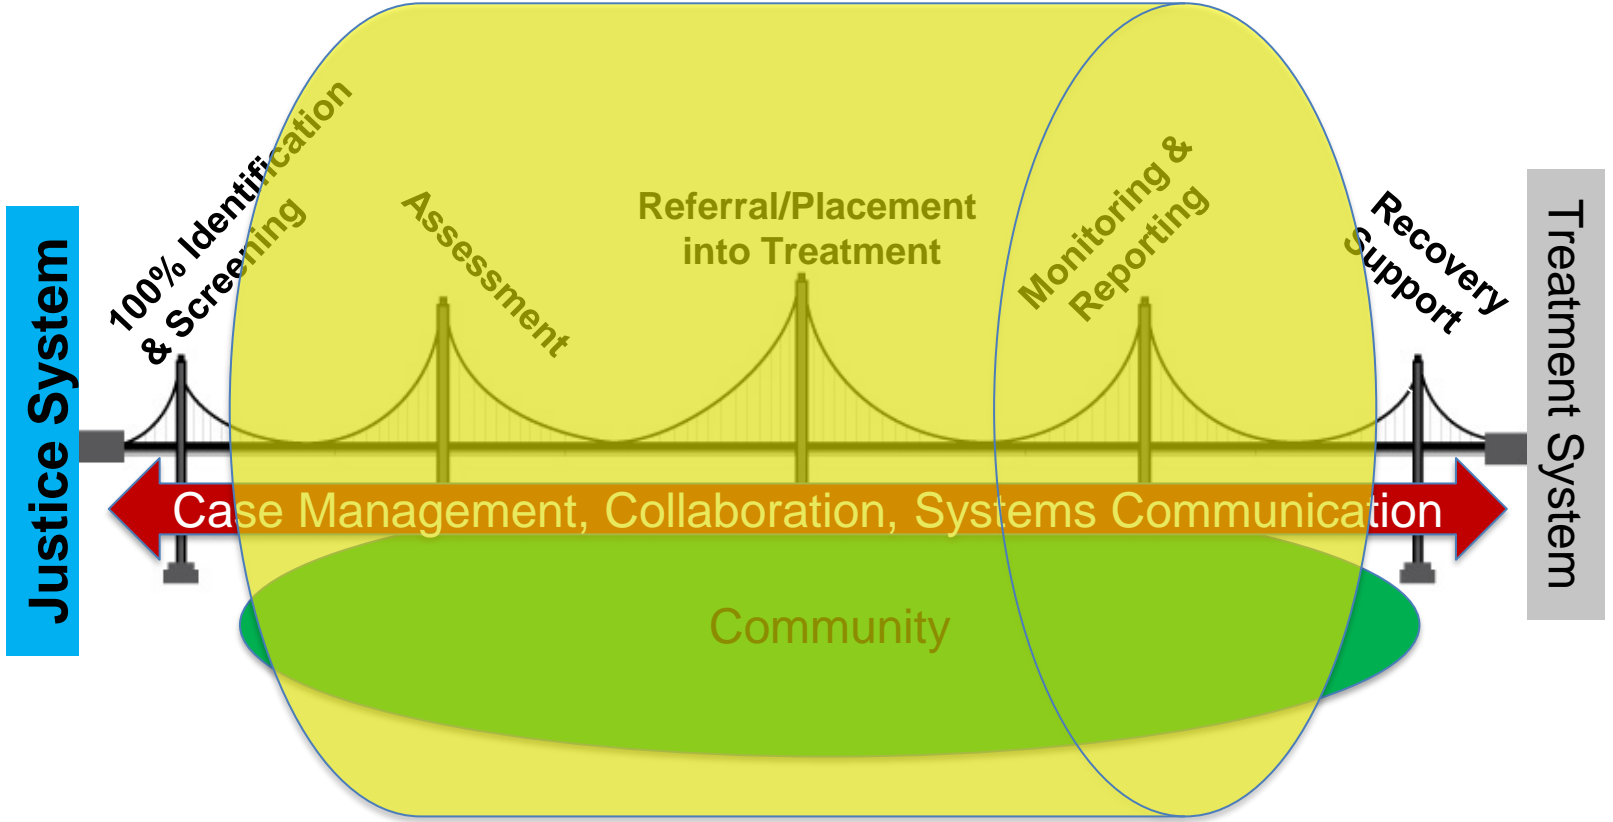 Justice System
100% Identification
& Screening
Assessment
Referral/Placement
into Treatment
Monitoring &
Reporting
Recovery
Support
Treatment System
Case Management, Collaboration, Systems Communication
Community